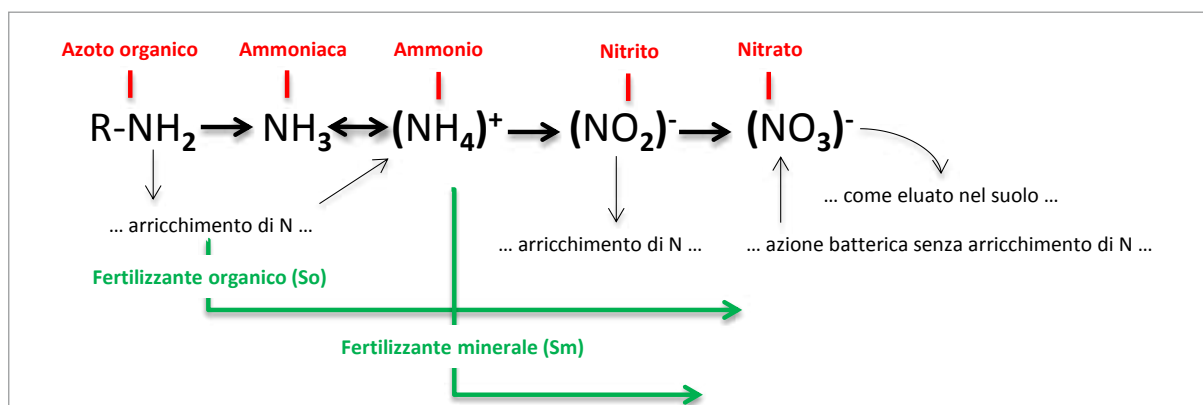 Azoto organico Ammoniaca Ammonio Nitrito Nitrato
R-NH₂ NH₃ (NH₄)⁺ (NO₂)⁻ (NO₃)⁻
... come eluato nel suolo ...
... arricchimento di N ... ... arricchimento di N ... ... azione batterica senza arricchimento di N ...
Fertilizzante organico (So)
Fertilizzante minerale (Sm)